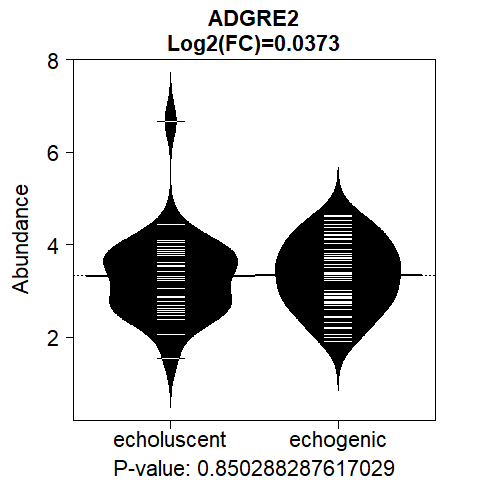 ADGRE2
Log2(FC)=0.0373
Abundance
8
6
4
2
echoluscent echogenic
P-value: 0.850288287617029